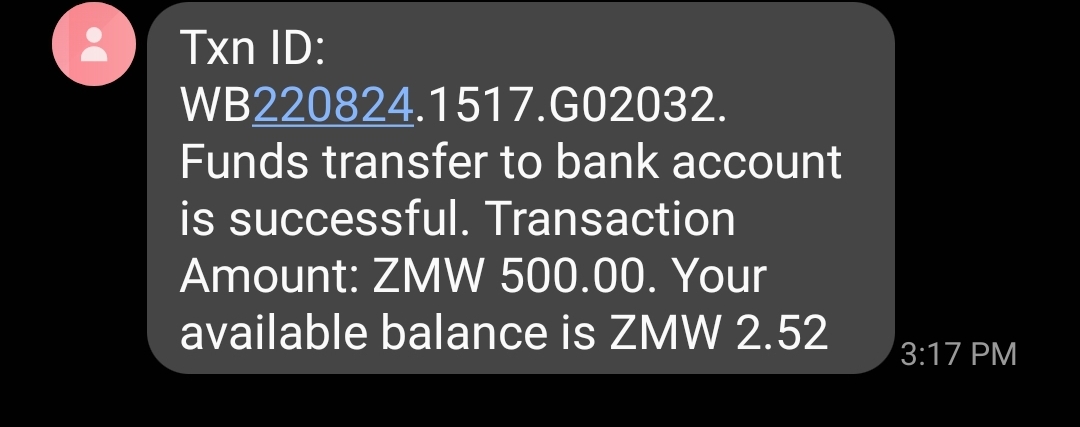 Txn ID:
WB220824.1517.G02032.
Funds transfer to bank account
is successful. Transaction
Amount: ZMW 500.00. Your
available balance is ZMW 2.52
3:17 PM